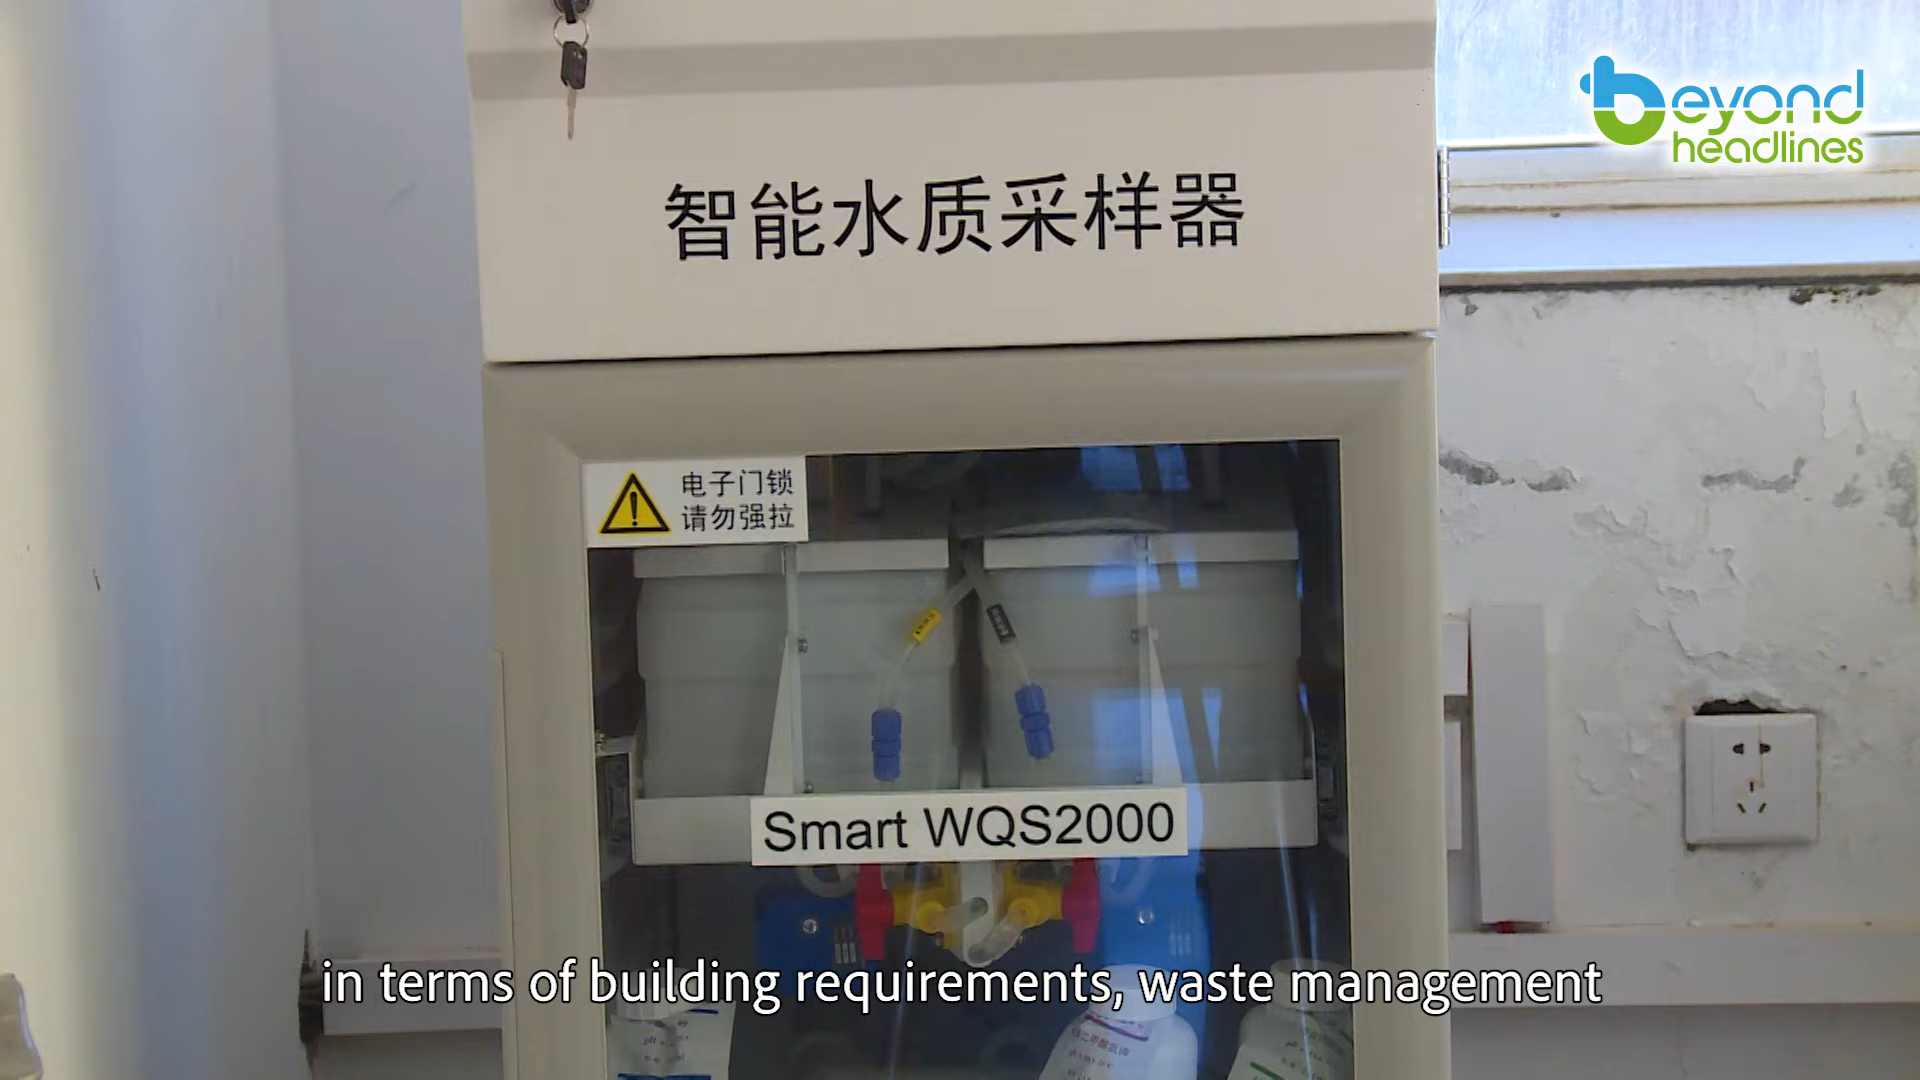 beyond
headlines
智能水质采样器
电子门锁
请勿强拉
Smart WQS2000
in terms of building requirements, waste management